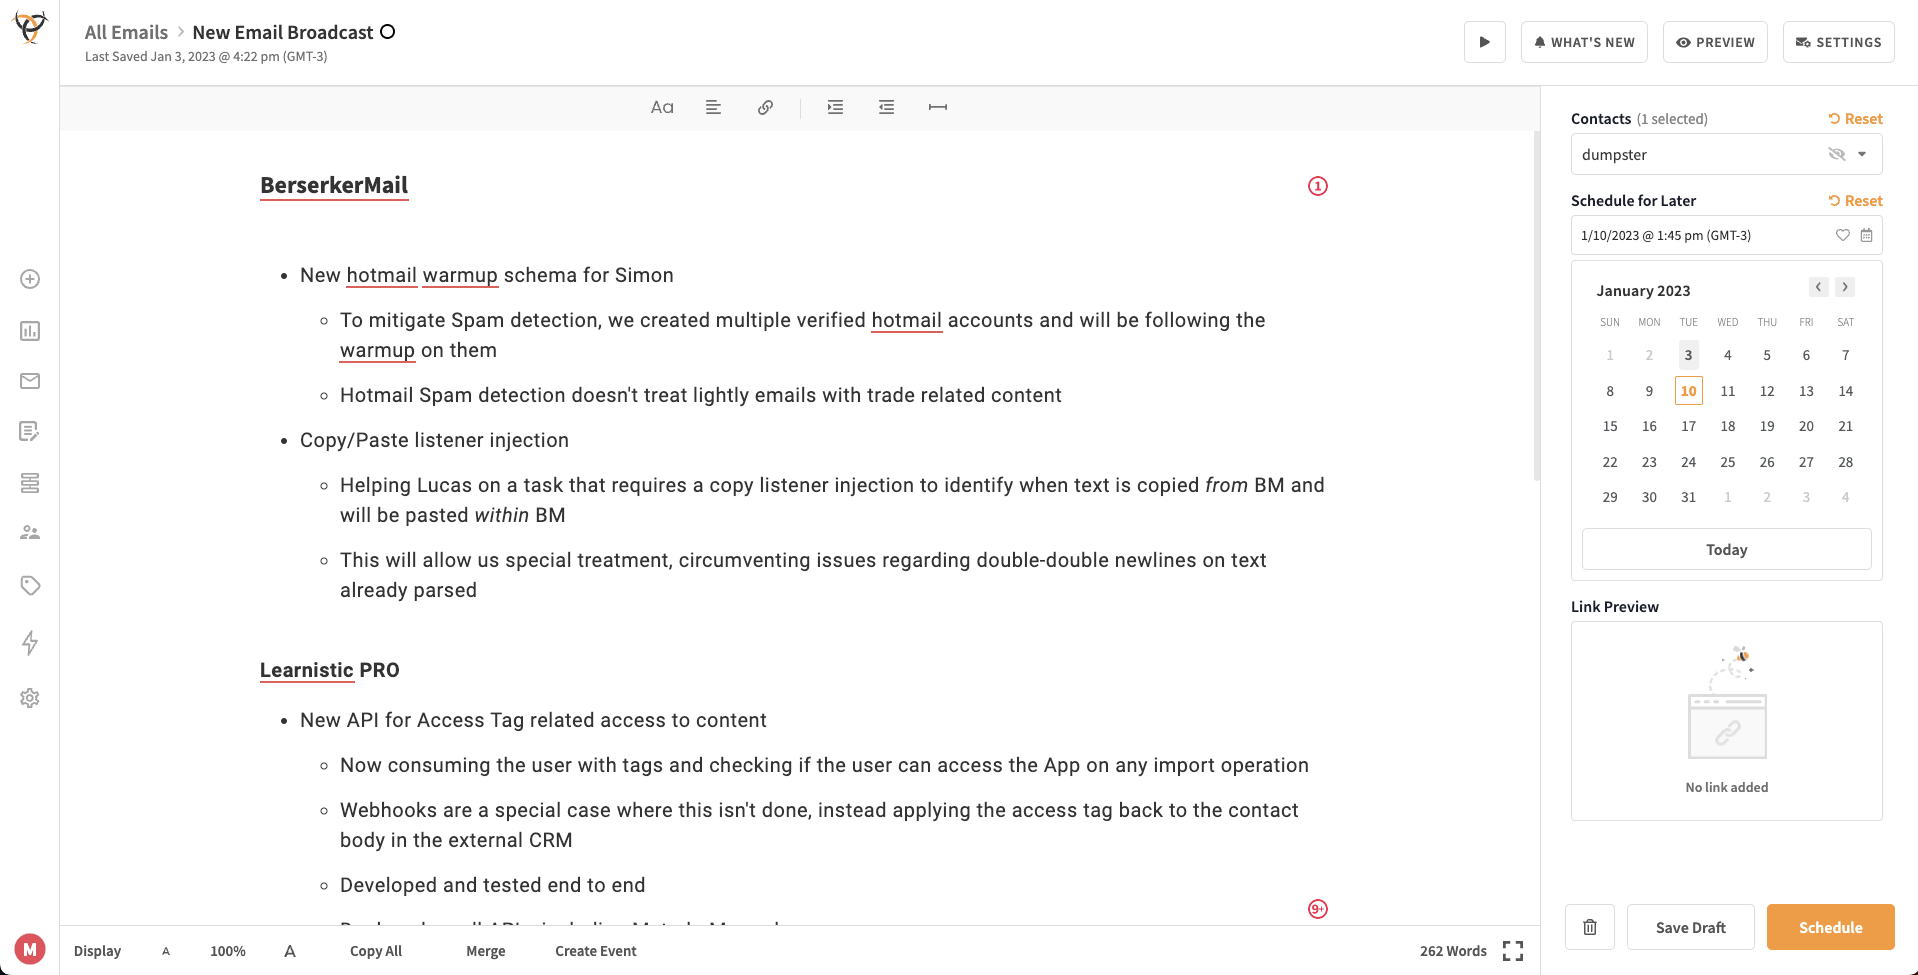 All Emails > New Email Broadcast
Last Saved Jan 3, 2023 @ 4:22 pm (GMT-3)
WHAT'S NEW
PREVIEW
SETTINGS
Aa
BerserkerMail
1
• New hotmail warmup schema for Simon
◦ To mitigate Spam detection, we created multiple verified hotmail accounts and will be following the
warmup on them
◦ Hotmail Spam detection doesn't treat lightly emails with trade related content
• Copy/Paste listener injection
◦ Helping Lucas on a task that requires a copy listener injection to identify when text is copied from BM and
will be pasted within BM
◦ This will allow us special treatment, circumventing issues regarding double-double newlines on text
already parsed
Learnistic PRO
• New API for Access Tag related access to content
◦ Now consuming the user with tags and checking if the user can access the App on any import operation
◦ Webhooks are a special case where this isn't done, instead applying the access tag back to the contact
body in the external CRM
◦ Developed and tested end to end
9+
Contacts (1 selected)
Reset
dumpster
Schedule for Later
Reset
1/10/2023 @ 1:45 pm (GMT-3)
January 2023
SUN MON TUE WED THU FRI SAT
1 2 3 4 5 6 7
8 9 10 11 12 13 14
15 16 17 18 19 20 21
22 23 24 25 26 27 28
29 30 31 1 2 3 4
Today
Link Preview
No link added
Save Draft
Schedule
M
Display
A
100%
A
Copy All
Merge
Create Event
262 Words